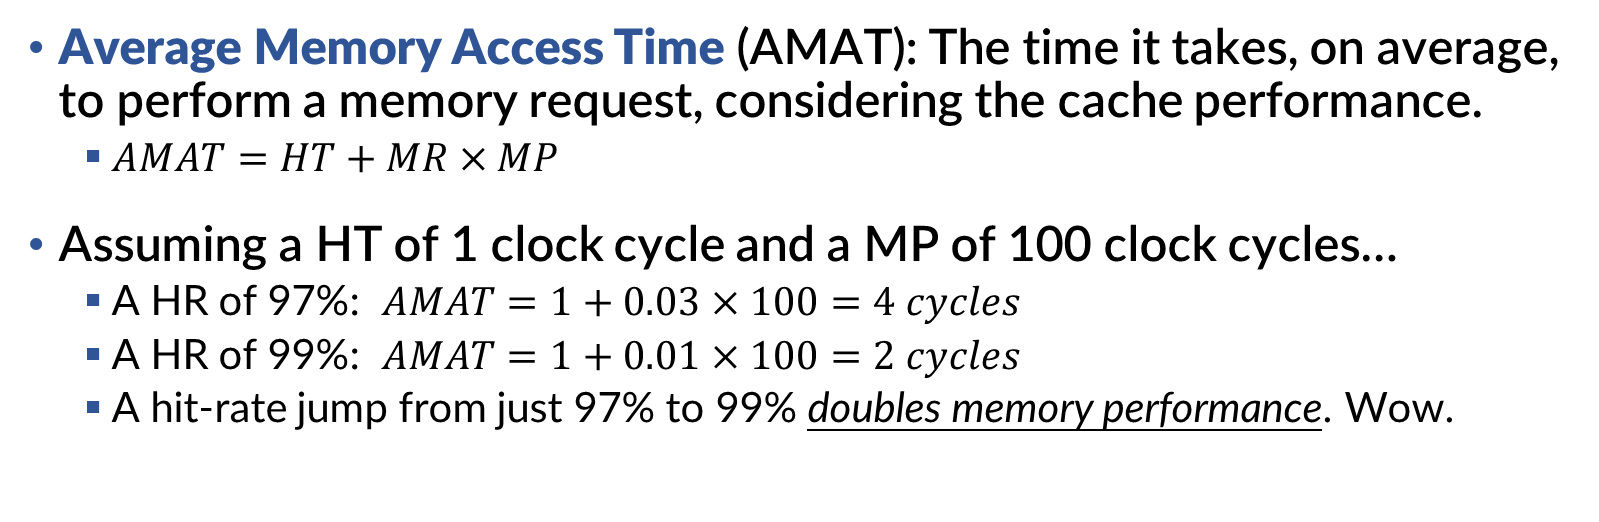 • Average Memory Access Time (AMAT): The time it takes, on average,
to perform a memory request, considering the cache performance.
▪ AMAT = HT + MR × MP
• Assuming a HT of 1 clock cycle and a MP of 100 clock cycles…
▪ A HR of 97%: AMAT = 1 + 0.03 × 100 = 4 cycles
▪ A HR of 99%: AMAT = 1 + 0.01 × 100 = 2 cycles
▪ A hit-rate jump from just 97% to 99% doubles memory performance. Wow.